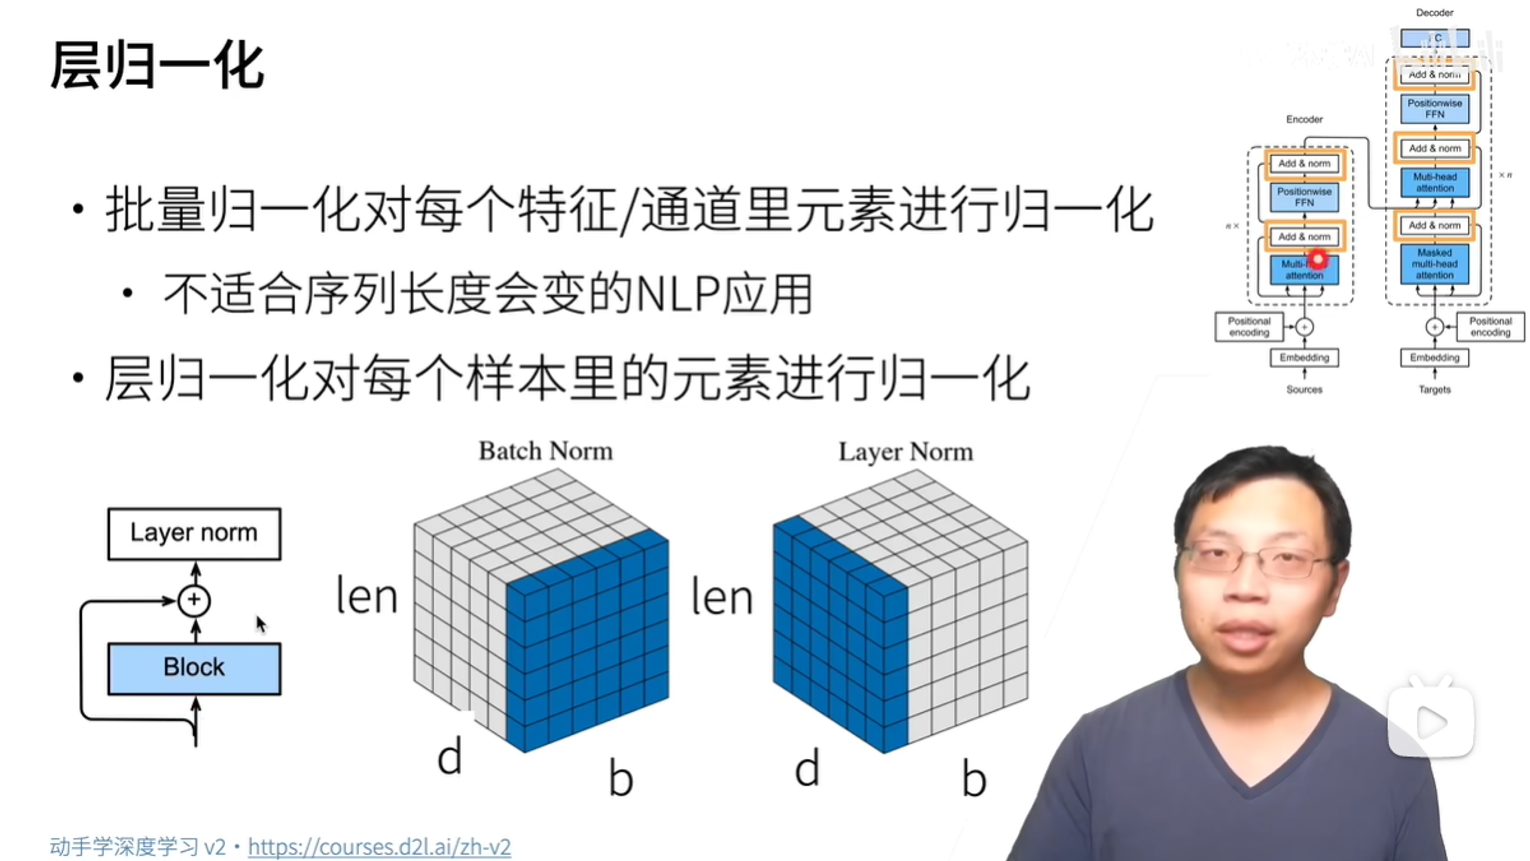 层归一化
• 批量归一化对每个特征/通道里元素进行归一化
• 不适合序列长度会变的NLP应用
• 层归一化对每个样本里的元素进行归一化
Layer norm
+
Block
Batch Norm
len
d
b
Layer Norm
len
d
b
Encoder
Add & norm
Positionwise
FFN
Add & norm
attention
n×
Positional
encoding
+
Embedding
Sources
Decoder
Add & norm
Positionwise
FFN
Add & norm
Muti-head
attention
Add & norm
Masked
multi-head
attention
×n
+
Positional
encoding
Embedding
Targets
动手学深度学习 v2 • https://courses.d2l.ai/zh-v2